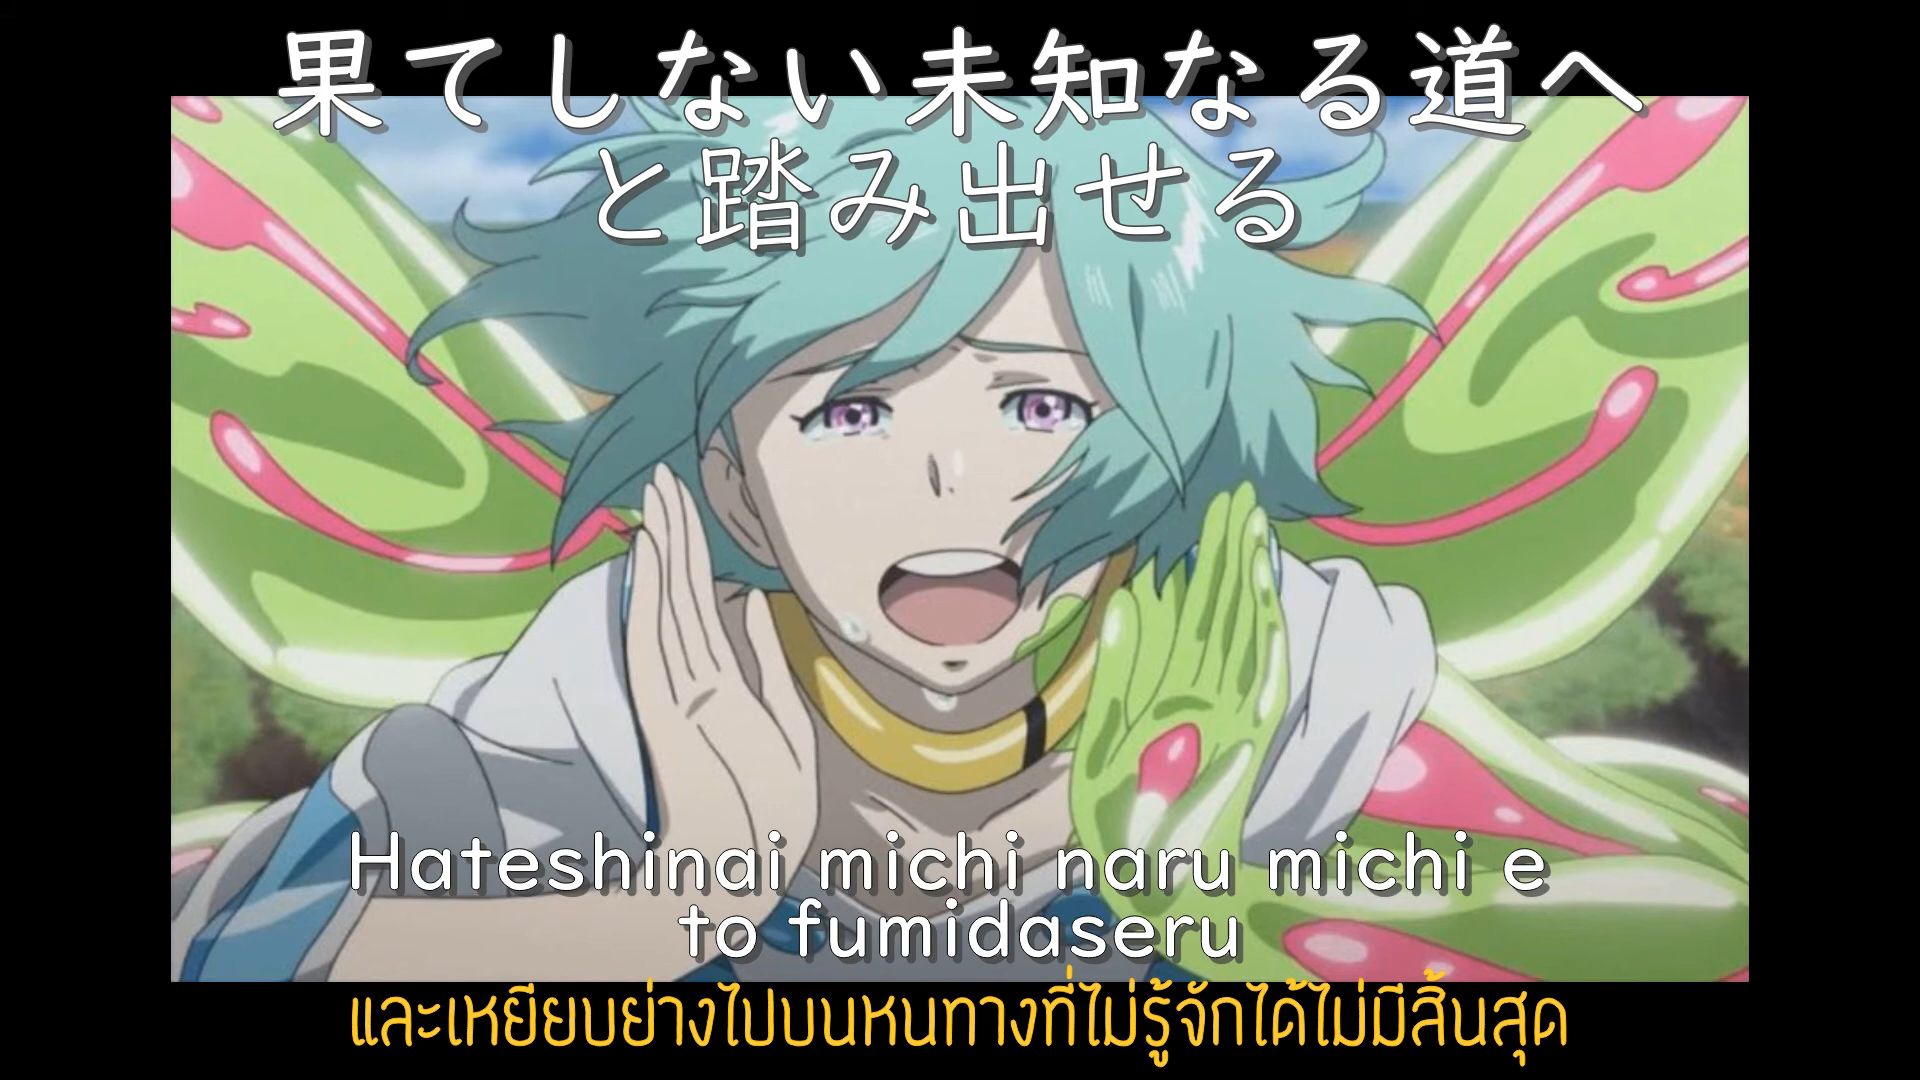 果てしない未知なる道へ
と踏み出せる
Hateshinai michi naru michi e
to fumidaseru
และเหยียบย่างไปบนหนทางที่ไม่รู้จักได้ไม่มีสิ้นสุด